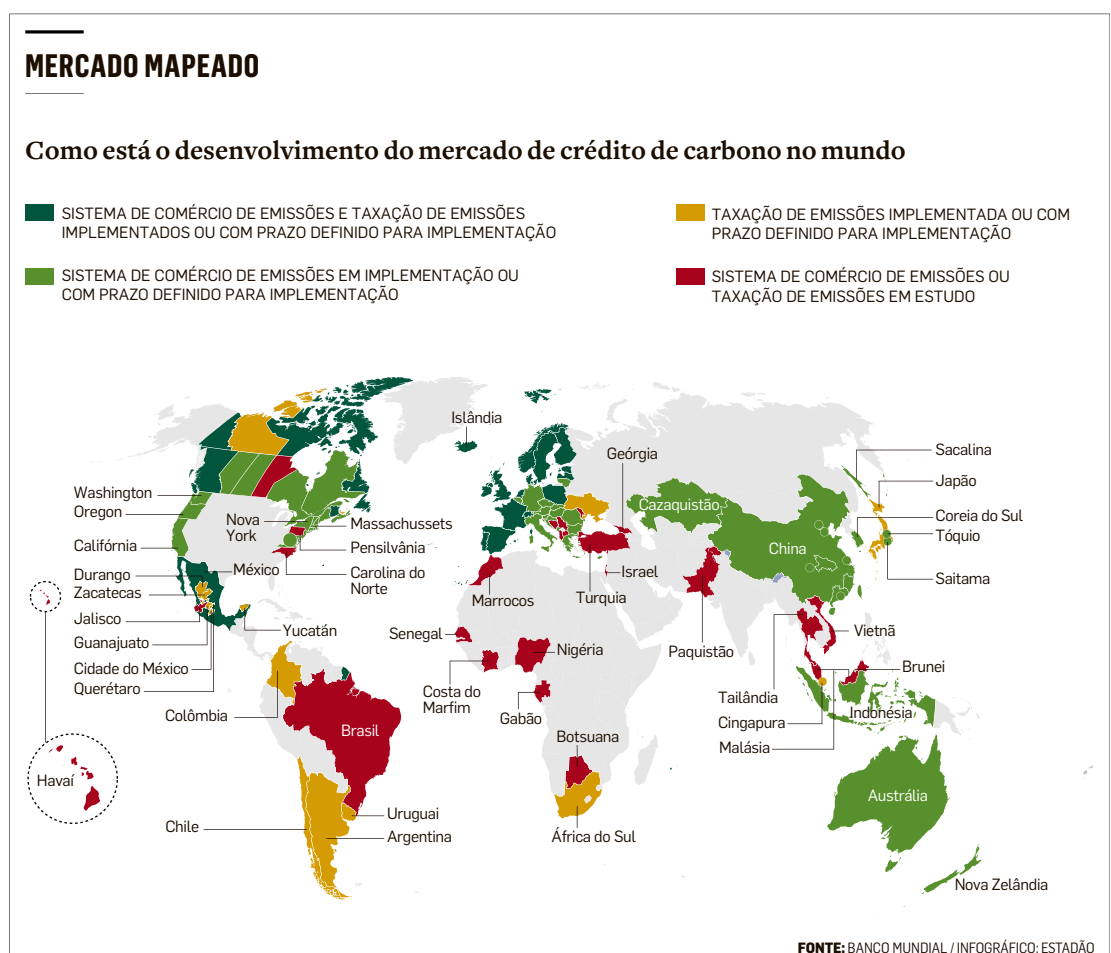 MERCADO MAPEADO
Como está o desenvolvimento do mercado de crédito de carbono no mundo
SISTEMA DE COMÉRCIO DE EMISSÕES E TAXAÇÃO DE EMISSÕES
IMPLEMENTADOS OU COM PRAZO DEFINIDO PARA IMPLEMENTAÇÃO
TAXAÇÃO DE EMISSÕES IMPLEMENTADA OU COM
PRAZO DEFINIDO PARA IMPLEMENTAÇÃO
SISTEMA DE COMÉRCIO DE EMISSÕES EM IMPLEMENTAÇÃO OU
COM PRAZO DEFINIDO PARA IMPLEMENTAÇÃO
SISTEMA DE COMÉRCIO DE EMISSÕES OU
TAXAÇÃO DE EMISSÕES EM ESTUDO
Islândia
Geórgia
Sacalina
Japão
Washington
Oregon
Cazaquistão
Coreia do Sul
Tóquio
Nova
York
Massachussets
China
Califórnia
Pensilvânia
México
Carolina do
Norte
Israel
Saitama
Durango
Zacatecas
Marrocos
Turquia
Jalisco
Yucatán
Senegal
Guanajuato
Nigéria
Paquistão
Vietnã
Cidade do México
Querétaro
Costa do
Marfim
Gabão
Tailândia
Brunei
Colômbia
Brasil
Cingapura
Indonésia
Botsuana
Malásia
Havaí
Austrália
Uruguai
Chile
Argentina
África do Sul
Nova Zelândia
FONTE: BANCO MUNDIAL / INFOGRÁFICO: ESTADÃO